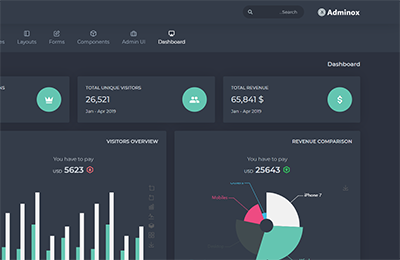 Search..
Adminox
Layouts
Forms
Components
Admin UI
Dashboard
Dashboard
TOTAL UNIQUE VISITORS
26,521
Jan - Apr 2019
TOTAL REVENUE
65,841 $
Jan - Apr 2019
VISITORS OVERVIEW
You have to pay
USD 5623
REVENUE COMPARISON
You have to pay
USD 25643
iPhone 7
Mobile